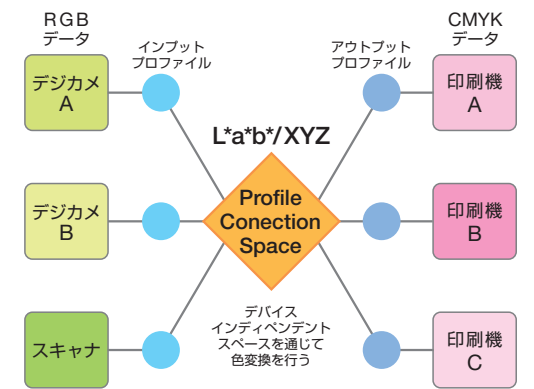 RGB
データ
インプット
プロファイル
アウトプット
プロファイル
CMYK
データ
デジカメ
A
印刷機
A
L*a*b*/XYZ
デジカメ
B
Profile
Conection
Space
印刷機
B
スキャナ
デバイス
インディペンデント
スペースを通じて
色変換を行う
印刷機
C